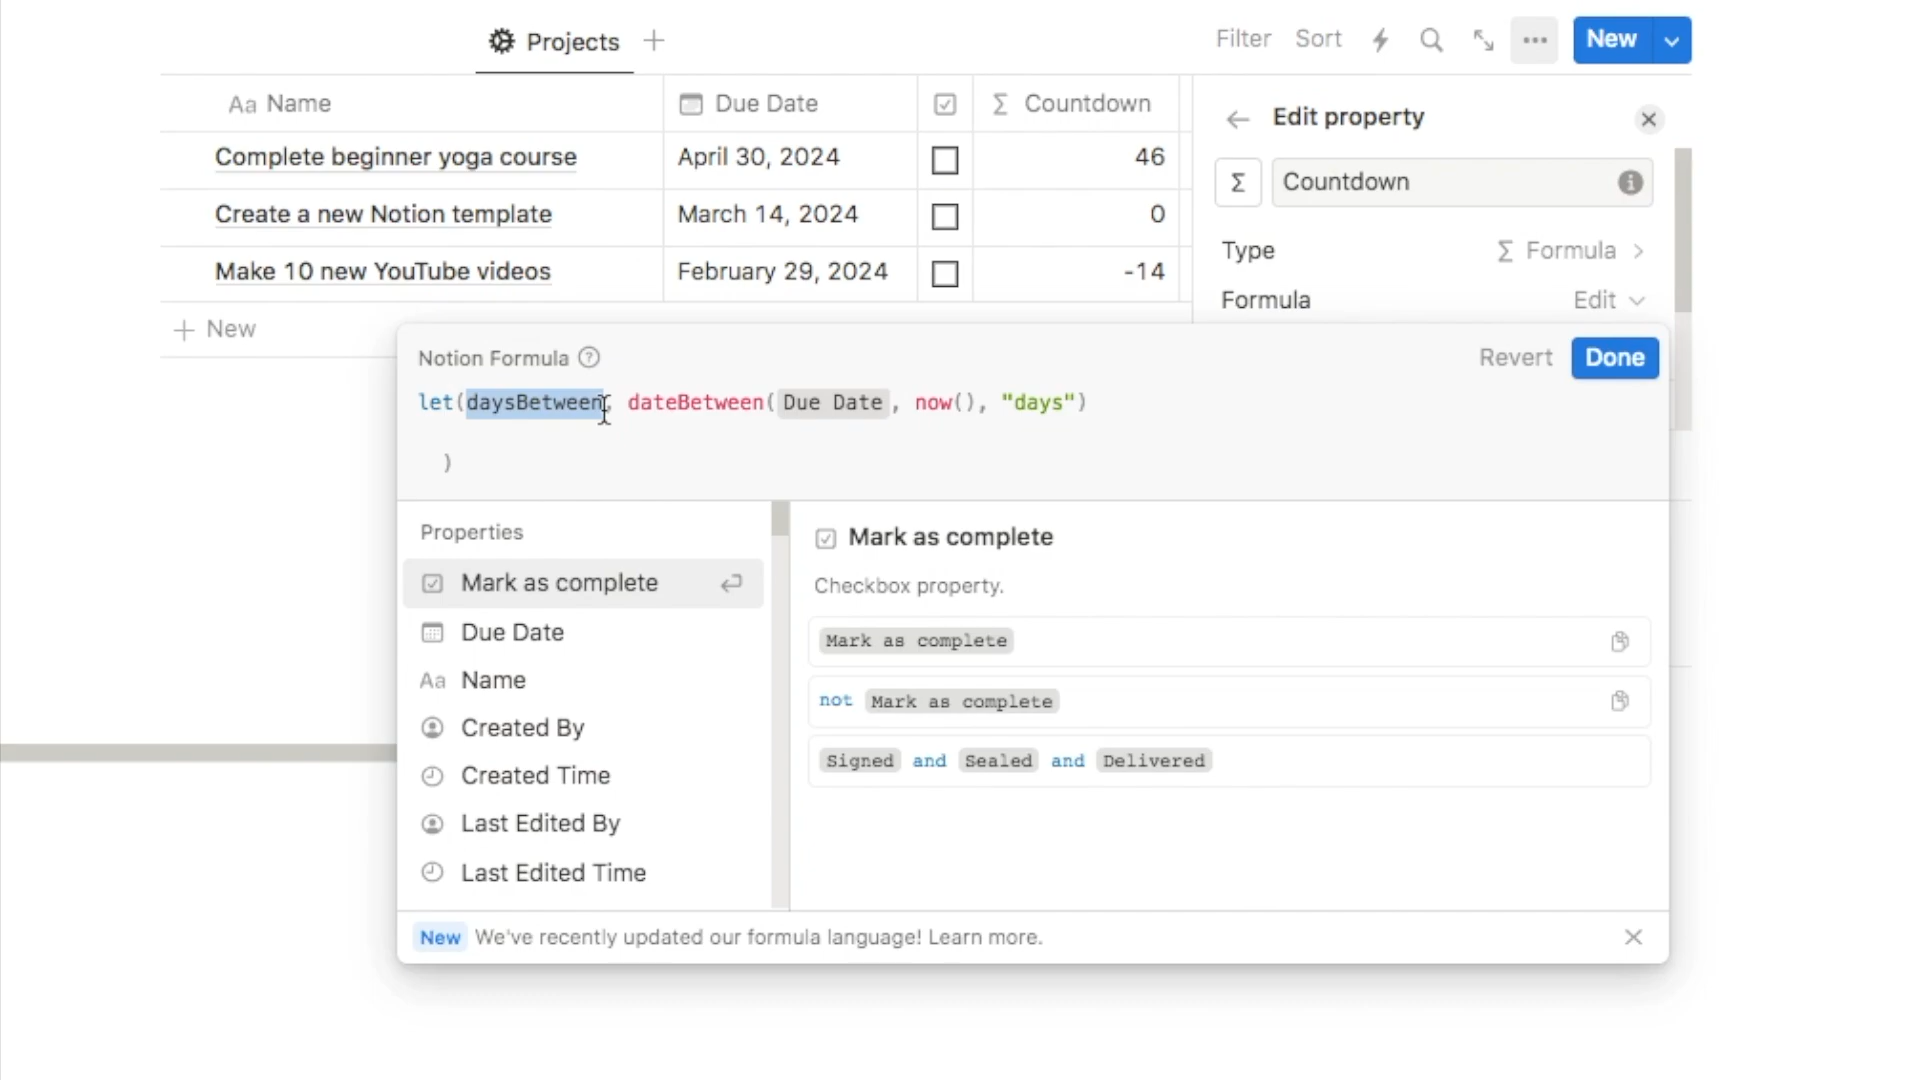 Projects
Filter Sort New
Aa Name Due Date Σ Countdown
Complete beginner yoga course April 30, 2024 46
Create a new Notion template March 14, 2024 0
Make 10 new YouTube videos February 29, 2024 -14
+ New
Edit property
Σ Countdown
Type Σ Formula
Formula Edit
Notion Formula Revert Done
let(daysBetween, dateBetween(Due Date, now(), "days")
)
Properties
Mark as complete
Due Date
Aa Name
Created By
Created Time
Last Edited By
Last Edited Time
Mark as complete
Checkbox property.
Mark as complete
not Mark as complete
Signed and Sealed and Delivered
New We've recently updated our formula language! Learn more.